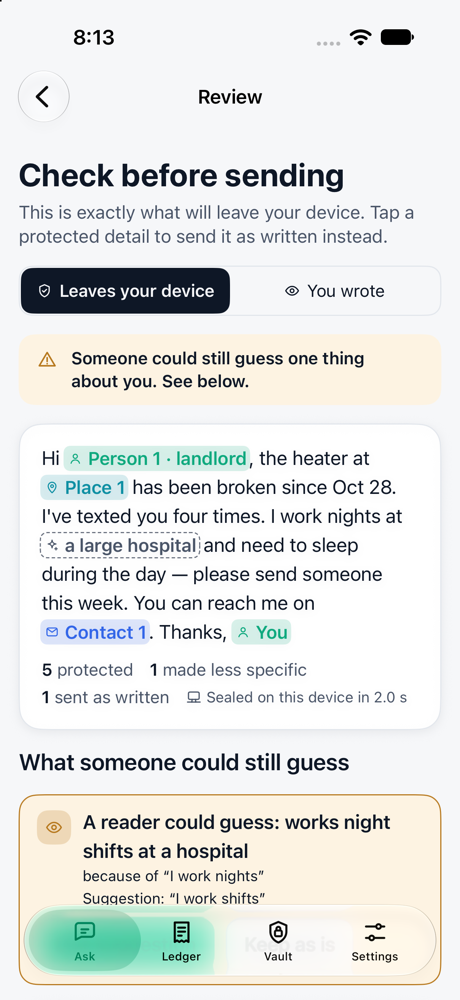 8:13
Review
Check before sending
This is exactly what will leave your device. Tap a
protected detail to send it as written instead.
Leaves your device
You wrote
Someone could still guess one thing
about you. See below.
Hi Person 1 · landlord, the heater at
Place 1 has been broken since Oct 28.
I've texted you four times. I work nights at
a large hospital and need to sleep
during the day — please send someone
this week. You can reach me on
Contact 1. Thanks, You
5 protected 1 made less specific
1 sent as written Sealed on this device in 2.0 s
What someone could still guess
A reader could guess: works night
shifts at a hospital
because of “I work nights”
Suggestion: “I work shifts”
Keep as is
Ask
Ledger
Vault
Settings